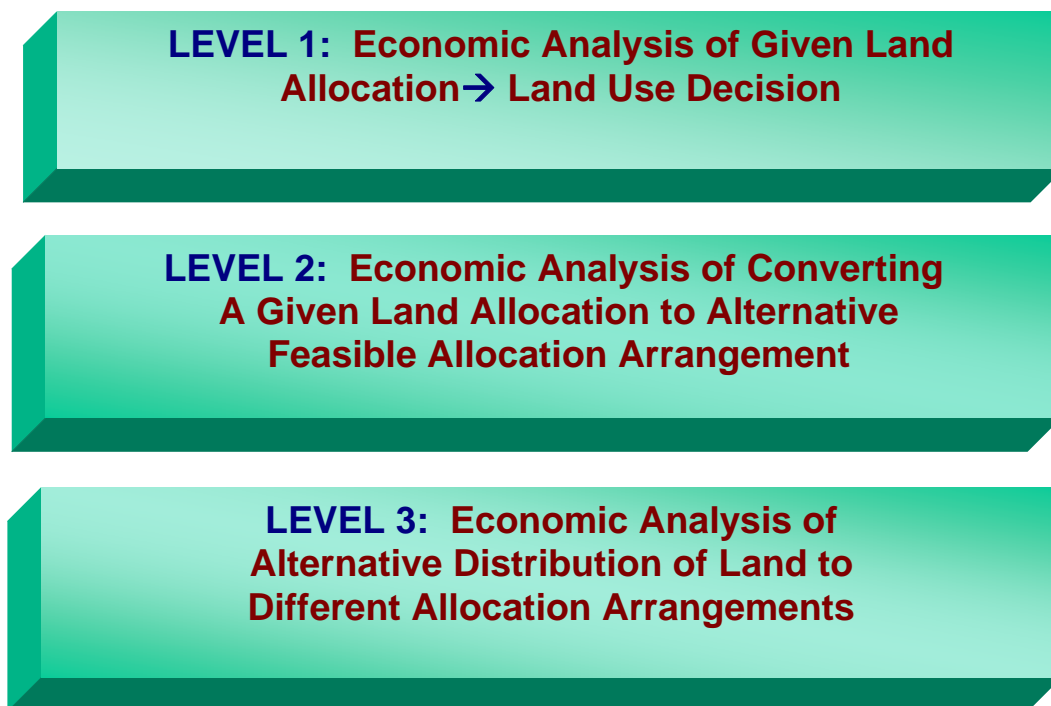 LEVEL 1:  Economic Analysis of Given Land
Allocation→ Land Use Decision
LEVEL 2:  Economic Analysis of Converting
A Given Land Allocation to Alternative
Feasible Allocation Arrangement
LEVEL 3:  Economic Analysis of
Alternative Distribution of Land to
Different Allocation Arrangements